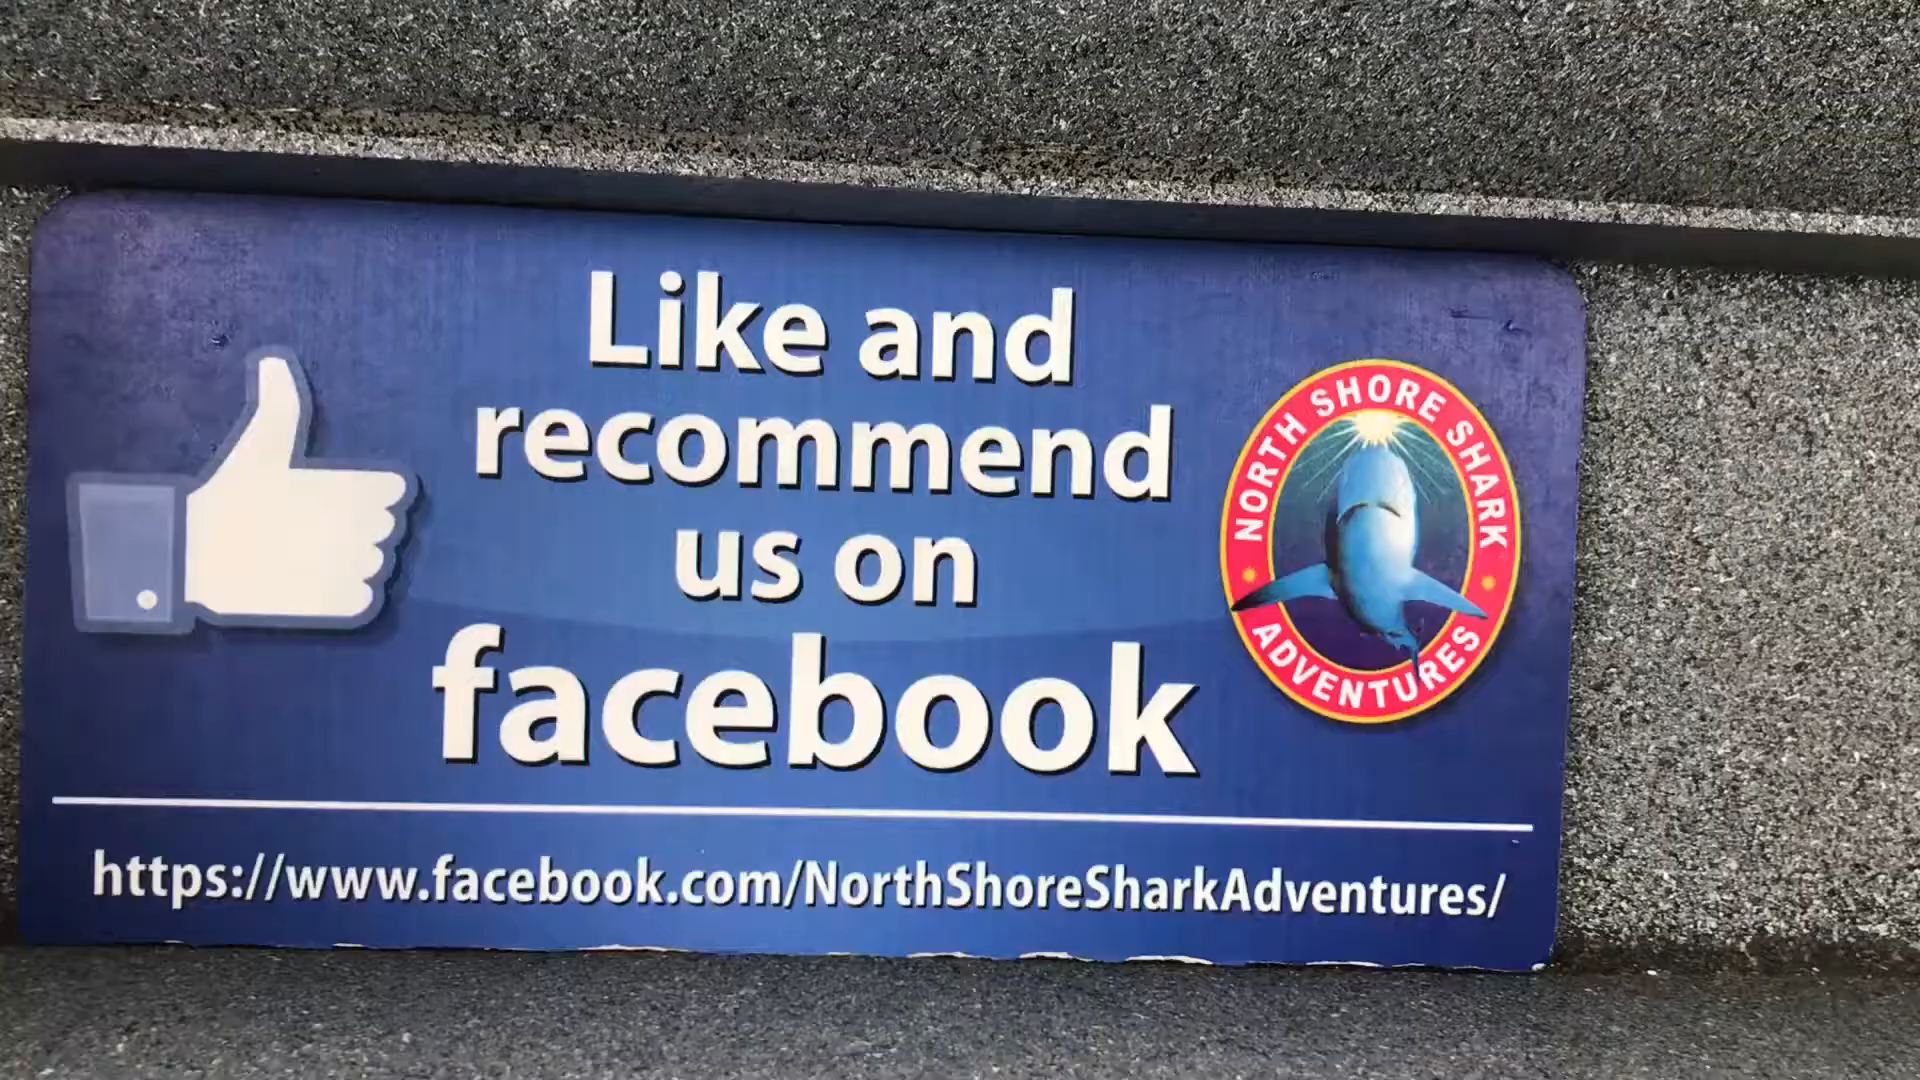 Like and
recommend
us on
facebook
NORTH SHORE SHARK
ADVENTURES
https://www.facebook.com/NorthShoreSharkAdventures/